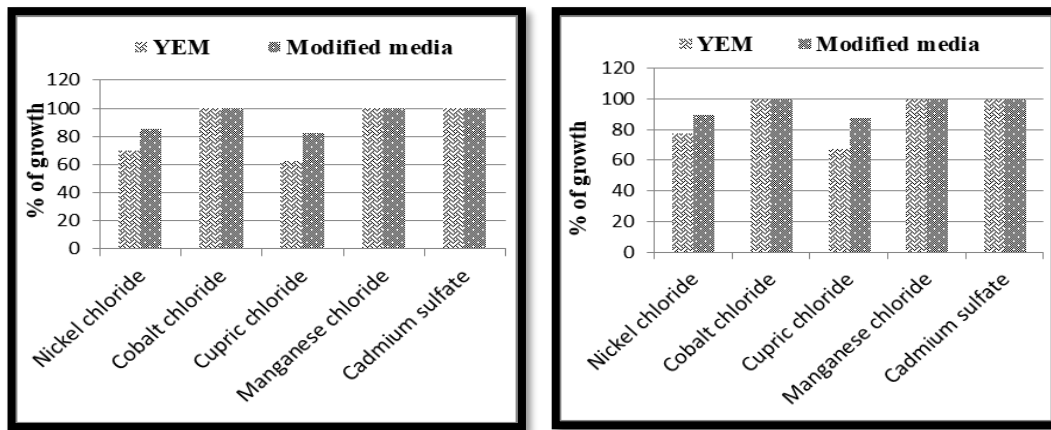 YEM Modified media
% of growth
120
100
80
60
40
20
0
Nickel chloride
Cobalt chloride
Cupric chloride
Manganese chloride
Cadmium sulfate
YEM Modified media
% of growth
120
100
80
60
40
20
0
Nickel chloride
Cobalt chloride
Cupric chloride
Manganese chloride
Cadmium sulfate